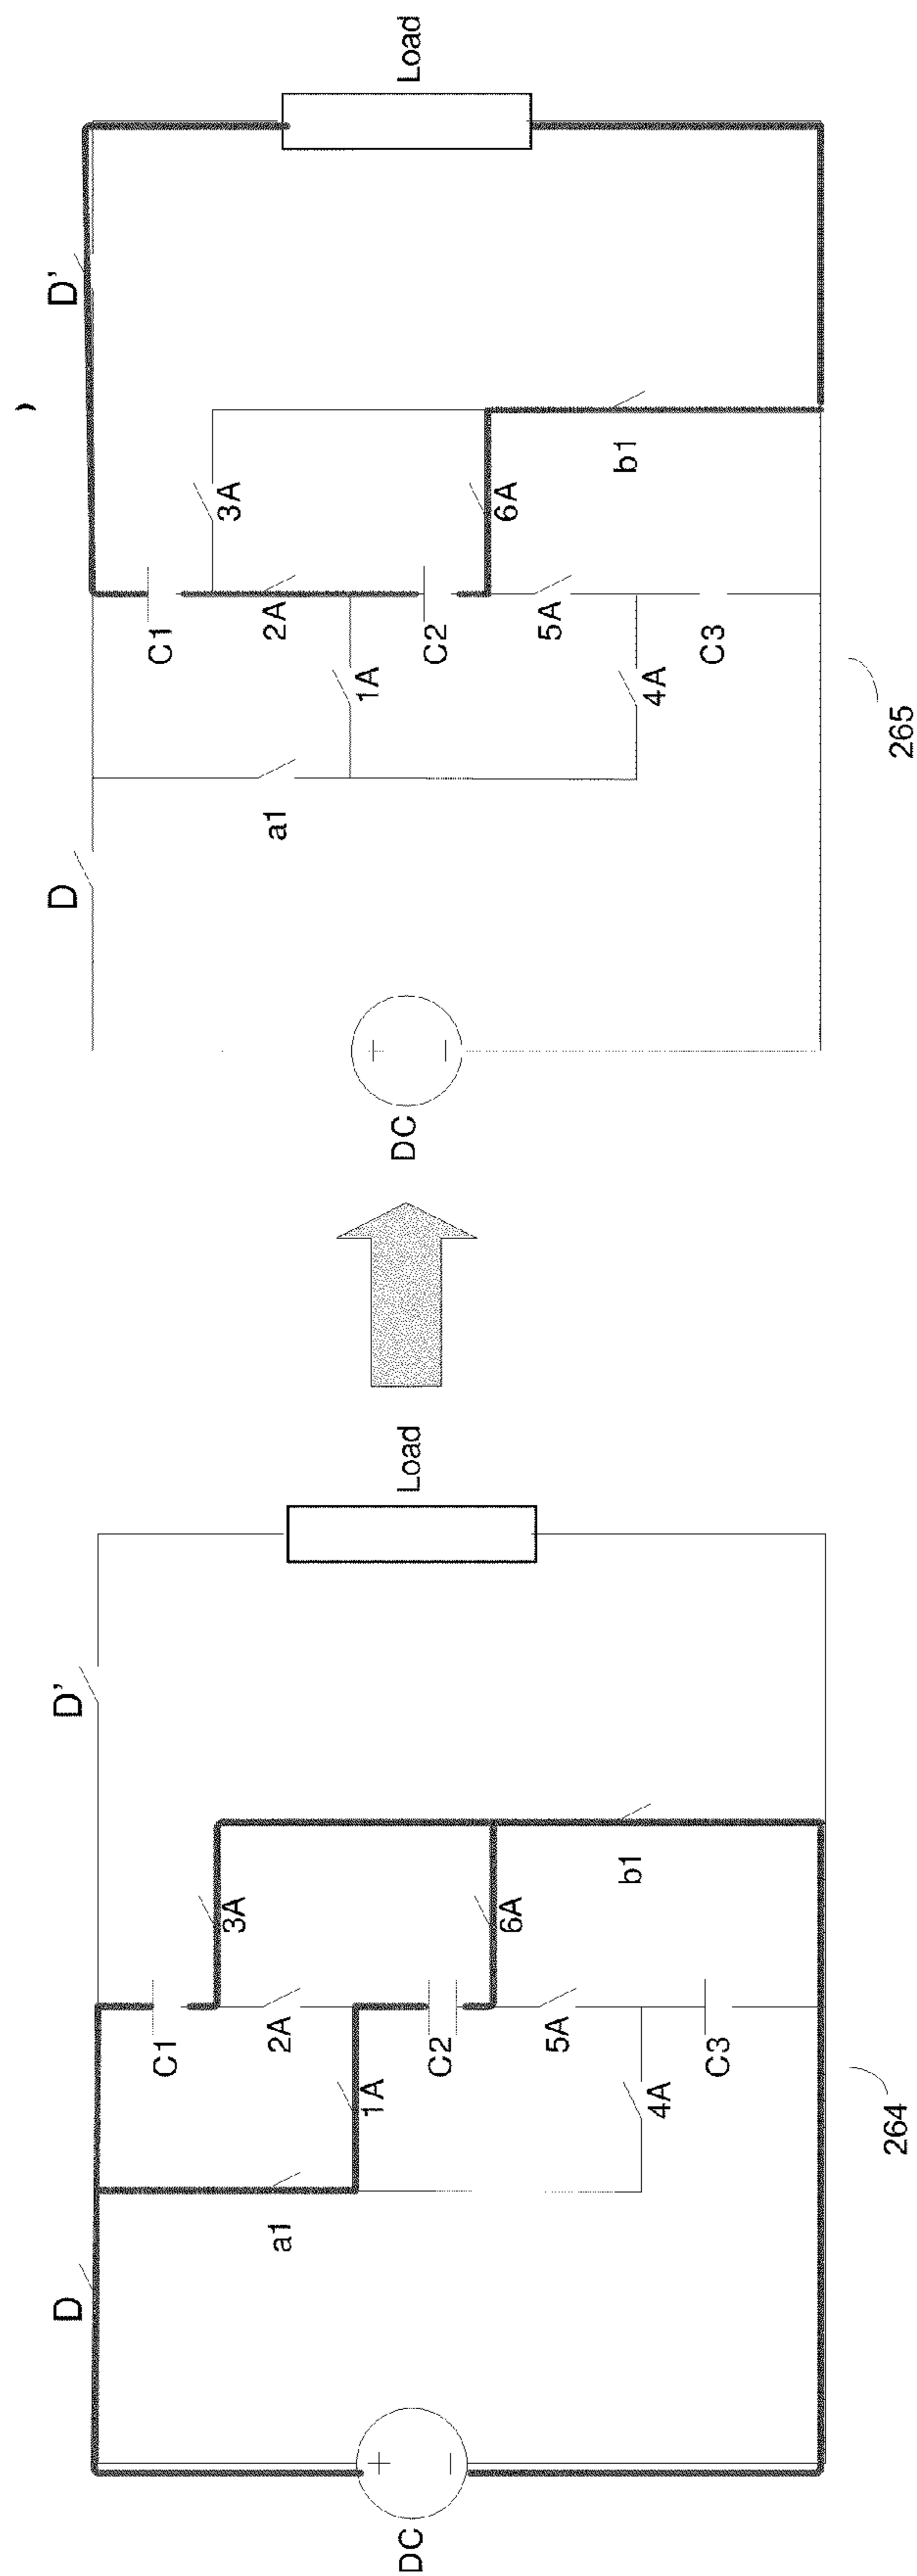 D
D'
C1
3A
2A
a1
1A
C2
6A
b1
5A
4A
C3
DC
+
−
Load
264
D
D'
C1
3A
2A
a1
1A
C2
6A
b1
5A
4A
C3
DC
+
−
Load
265